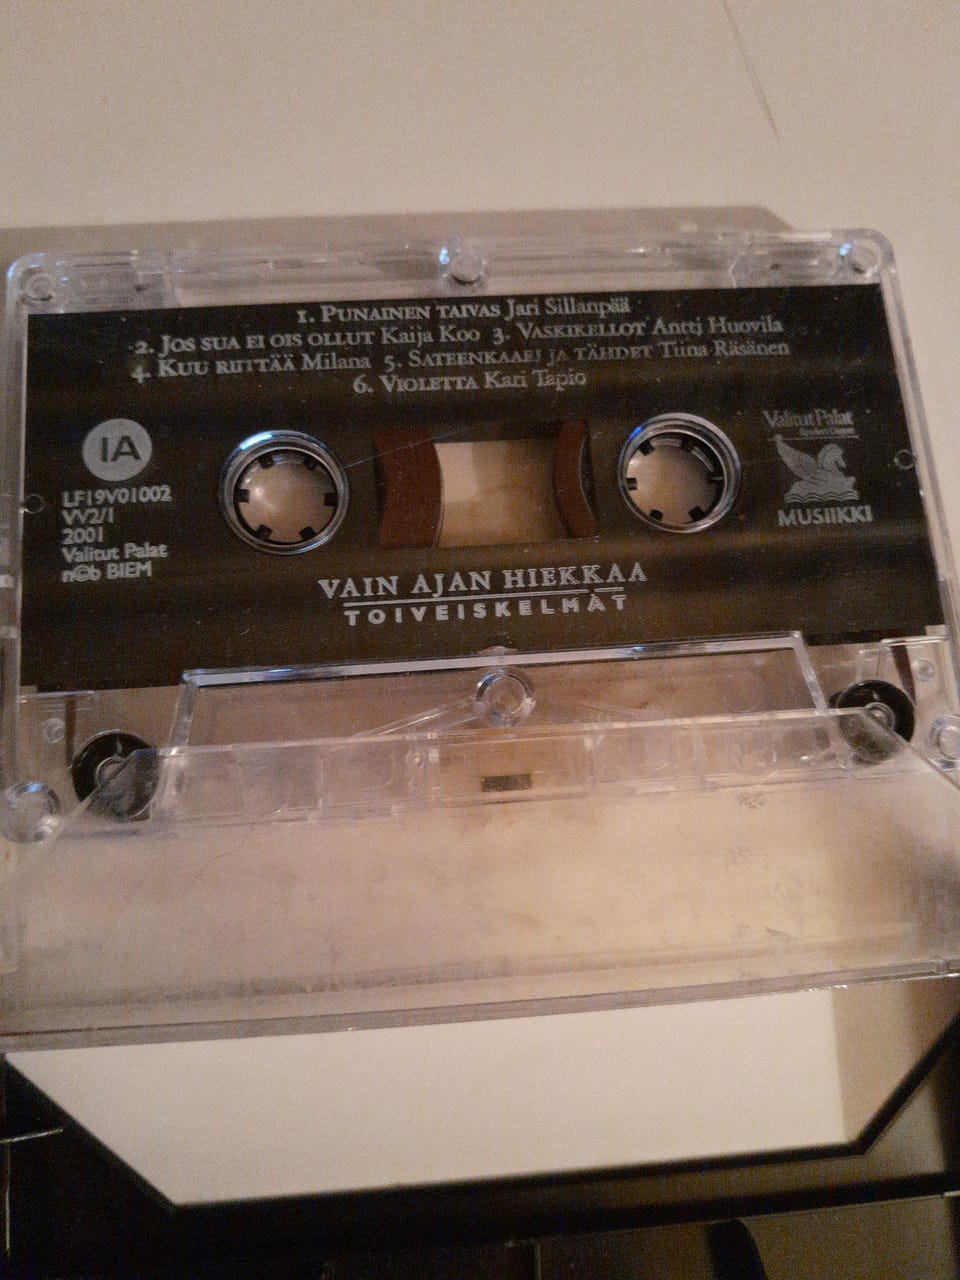 1. PUNAINEN TAIVAS Jari Sillanpää
2. JOS SUA EI OIS OLLUT Kaija Koo 3. VASKIKELLOT Antti Huovila
4. KUU RIITTÄÄ Milana 5. SATEENKAARI JA TÄHDET Tiina Räsänen
6. VIOLETTA Kari Tapio
1A
LF19V01002
VV2/1
2001
Valitut Palat
n©b BIEM
Valitut Palat
MUSIIKKI
VAIN AJAN HIEKKAA
TOIVEISKELMÄT